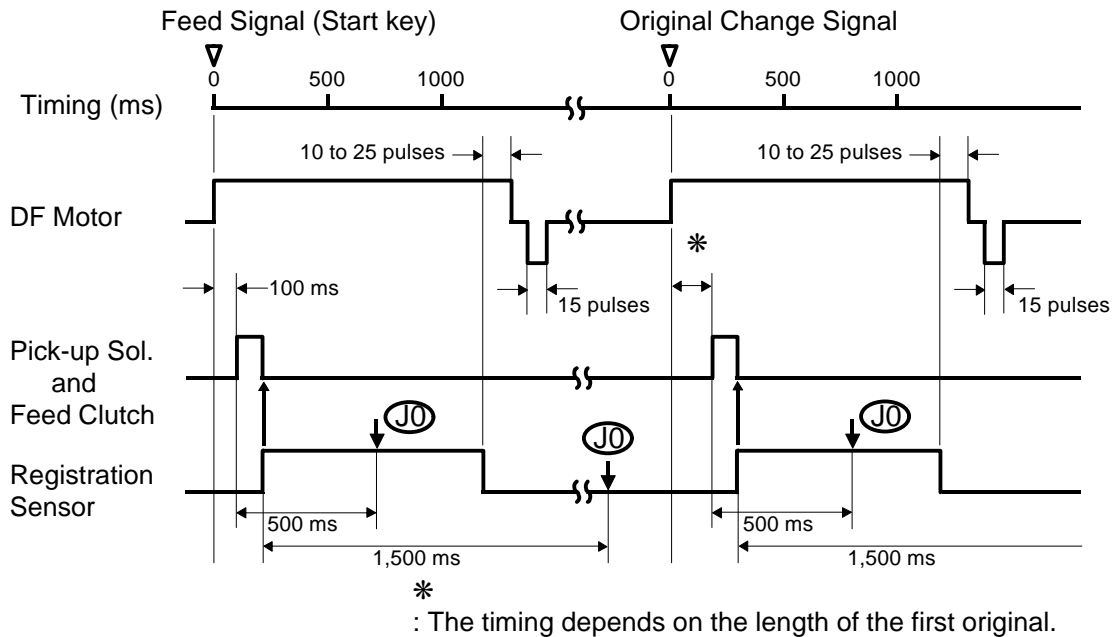 Feed Signal (Start key) Original Change Signal
0 500 1000 0 500 1000
Timing (ms)
10 to 25 pulses 10 to 25 pulses
DF Motor
*
100 ms
15 pulses 15 pulses
Pick-up Sol.
and
Feed Clutch
J0 J0
J0
Registration
Sensor
500 ms 500 ms
1,500 ms 1,500 ms
*
: The timing depends on the length of the first original.